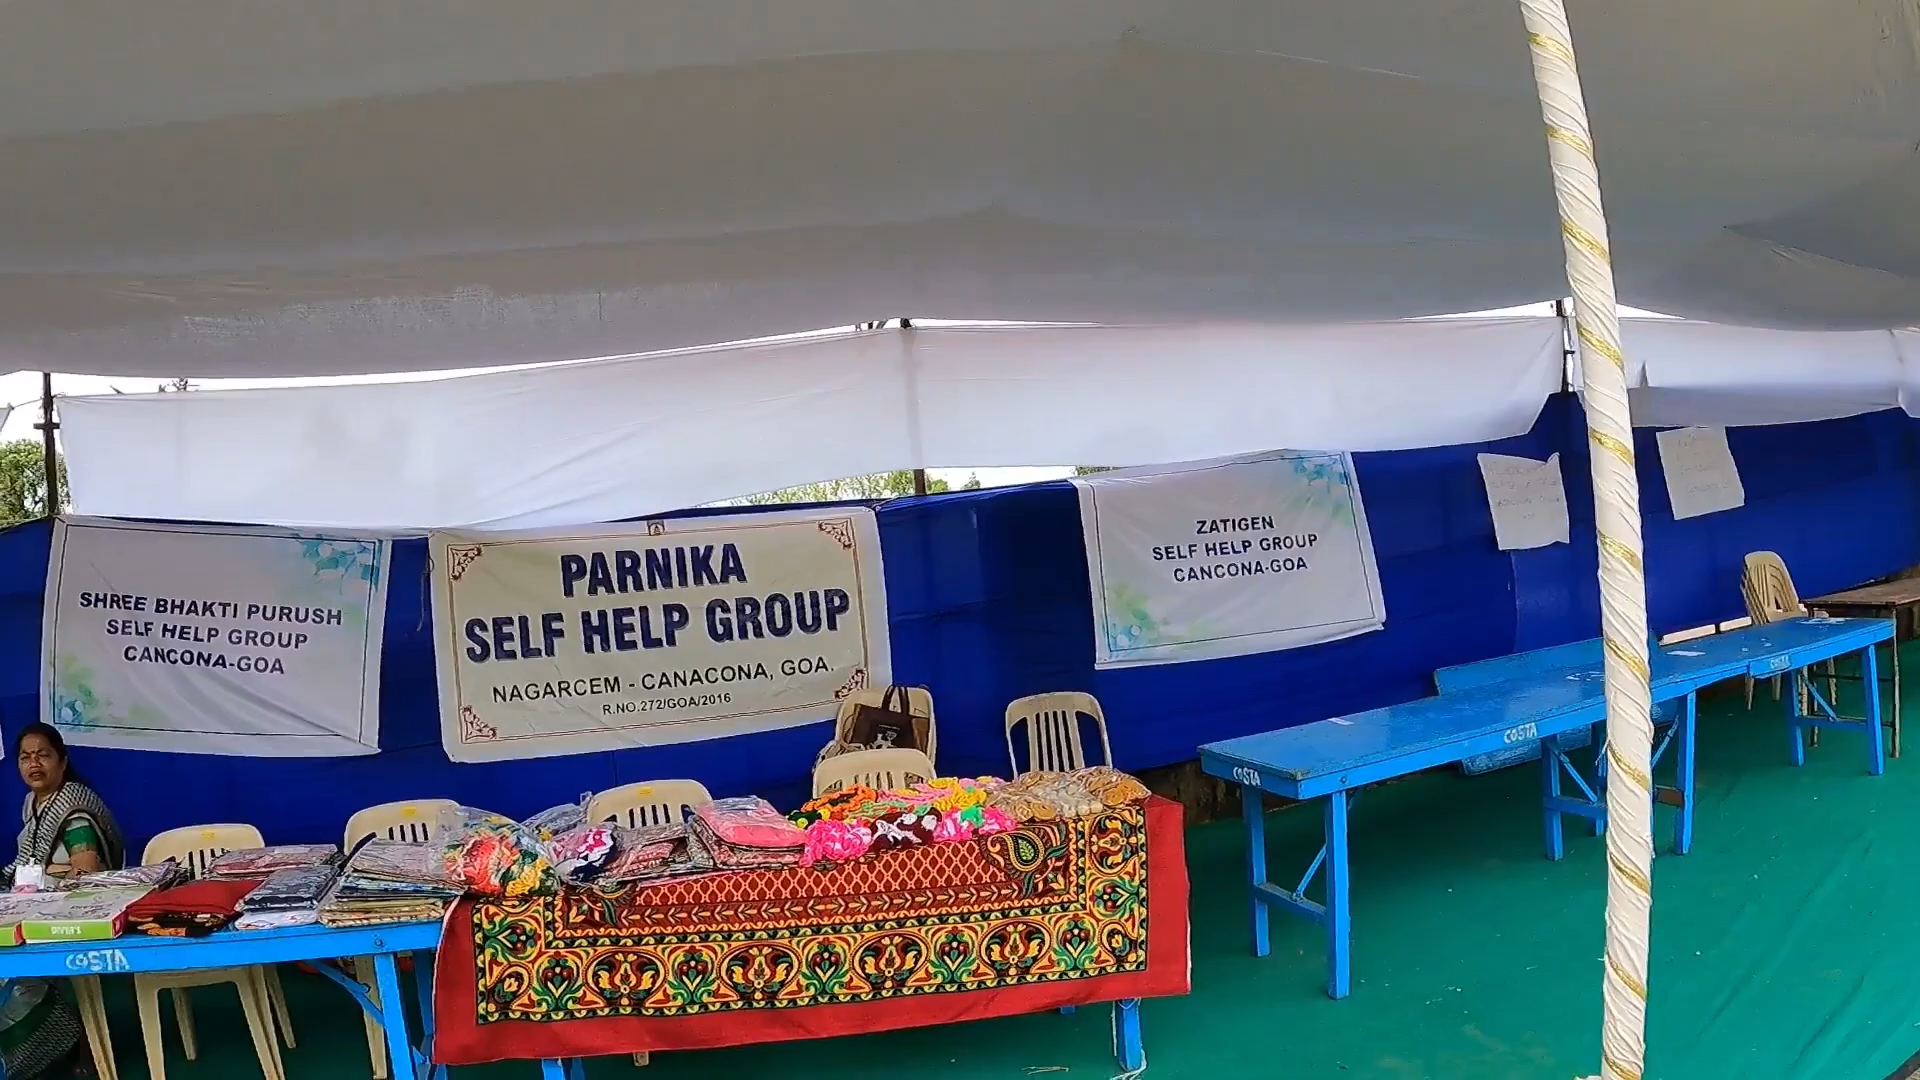 SHREE BHAKTI PURUSH
SELF HELP GROUP
CANCONA-GOA
PARNIKA
SELF HELP GROUP
NAGARCEM - CANACONA, GOA.
R.NO.272/GOA/2016
ZATIGEN
SELF HELP GROUP
CANCONA-GOA
COSTA
COSTA
COSTA
COSTA